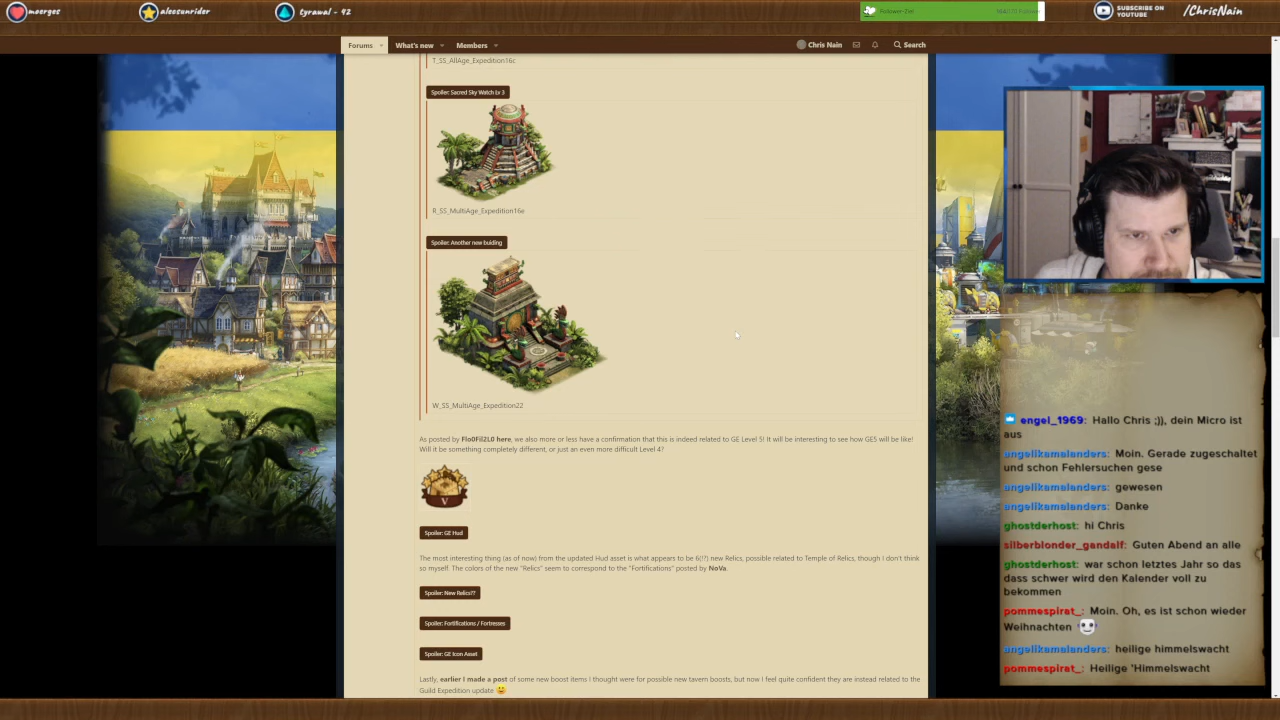 moerges
aleesunrider
tyrawal - 92
Follower-Ziel
SUBSCRIBE ON
YOUTUBE
/ChrisNain
Forums
What's new
Members
Chris Nain
Search
T_SS_AllAge_Expedition16c
Spoiler: Sacred Sky Watch Lv 3
R_SS_MultiAge_Expedition16e
Spoiler: Another new buiding
W_SS_MultiAge_Expedition22
As posted by Flo0Fil2L0 here, we also more or less have a confirmation that this is indeed related to GE Level 5! It will be interesting to see how GE5 will be like!
Will it be something completely different, or just an even more difficult Level 4?
V
Spoiler: GE Hud
The most interesting thing (as of now) from the updated Hud asset is what appears to be 6(!?) new Relics, possible related to Temple of Relics, though I don't think
so myself. The colors of the new "Relics" seem to correspond to the "Fortifications" posted by NoVa.
Spoiler: New Relics??
Spoiler: Fortifications / Fortresses
Spoiler: GE Icon Asset
Lastly, earlier I made a post of some new boost items I thought were for possible new tavern boosts, but now I feel quite confident they are instead related to the
Guild Expedition update
engel_1969: Hallo Chris ;)), dein Micro ist
aus
angelikamalanders: Moin. Gerade zugeschaltet
und schon Fehlersuchen gese
angelikamalanders: gewesen
angelikamalanders: Danke
ghostderhost: hi Chris
silberblonder_gandalf: Guten Abend an alle
ghostderhost: war schon letztes Jahr so das
dass schwer wird den Kalender voll zu
bekommen
pommespirat_: Moin. Oh, es ist schon wieder
Weihnachten
angelikamalanders: heilige himmelswacht
pommespirat_: Heilige 'Himmelswacht